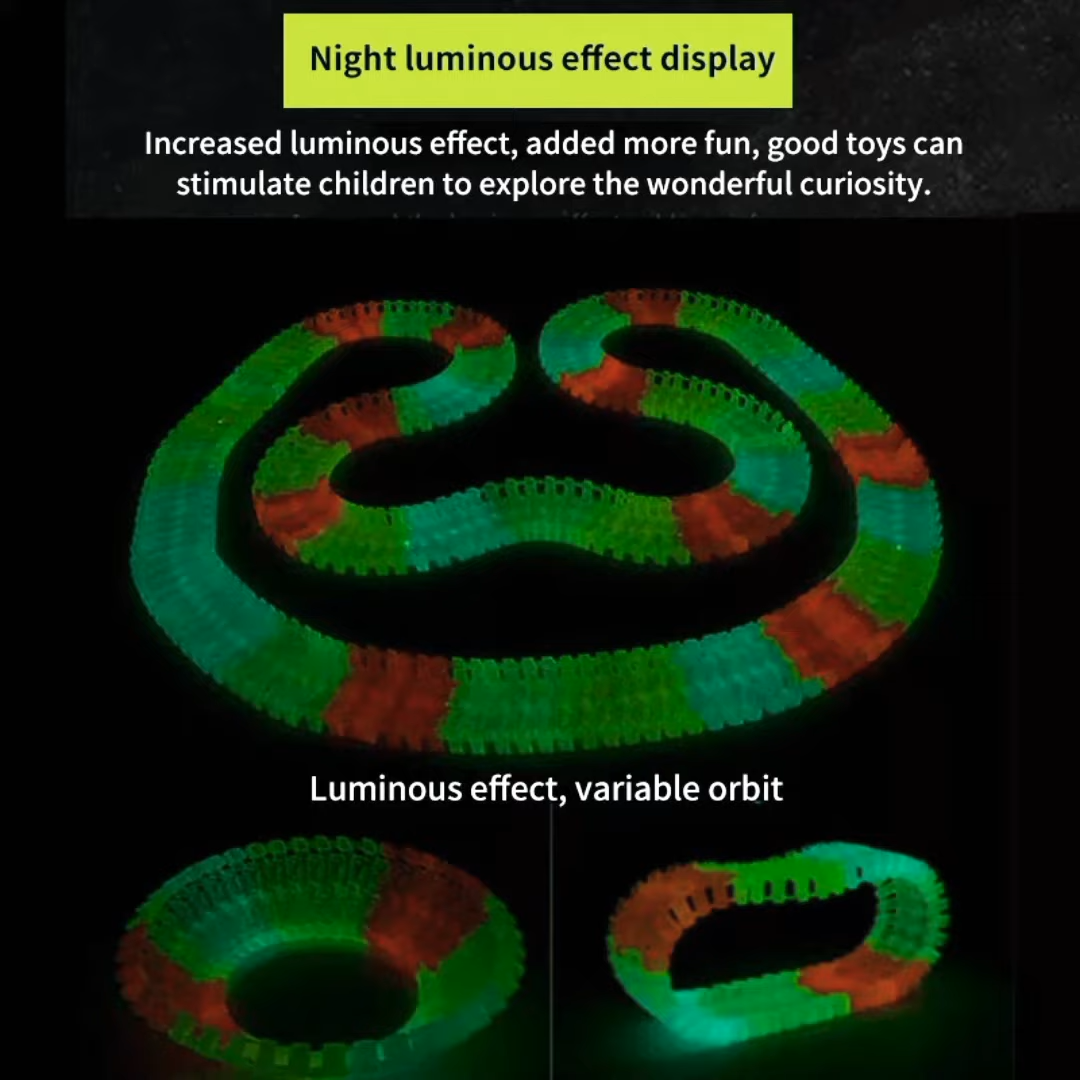 Night luminous effect display
Increased luminous effect, added more fun, good toys can
stimulate children to explore the wonderful curiosity.
Luminous effect, variable orbit